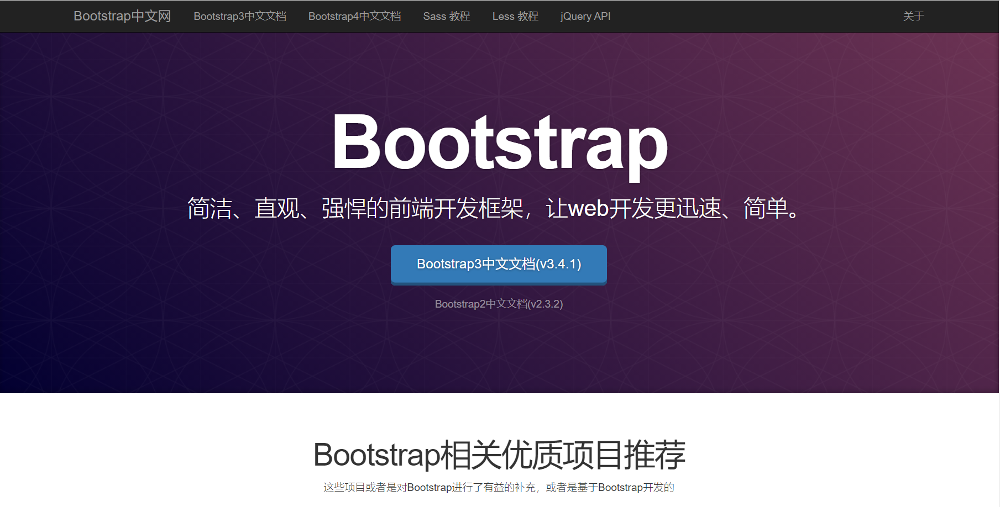 Bootstrap中文网 Bootstrap3中文文档 Bootstrap4中文文档 Sass 教程 Less 教程 jQuery API 关于
Bootstrap
简洁、直观、强悍的前端开发框架，让web开发更迅速、简单。
Bootstrap3中文文档(v3.4.1)
Bootstrap2中文文档(v2.3.2)
Bootstrap相关优质项目推荐
这些项目或者是对Bootstrap进行了有益的补充，或者是基于Bootstrap开发的